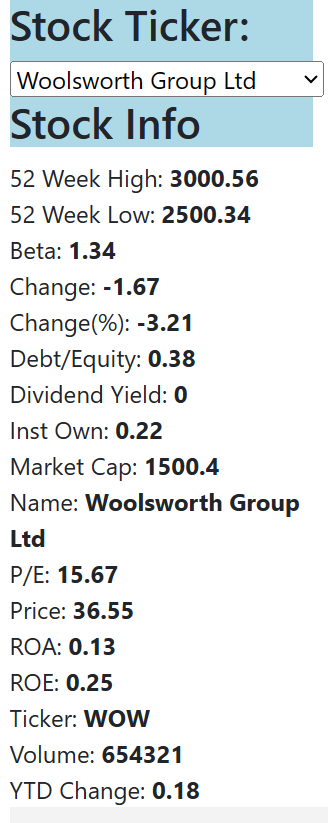 Stock Ticker:
Woolsworth Group Ltd
Stock Info
52 Week High: 3000.56
52 Week Low: 2500.34
Beta: 1.34
Change: -1.67
Change(%): -3.21
Debt/Equity: 0.38
Dividend Yield: 0
Inst Own: 0.22
Market Cap: 1500.4
Name: Woolsworth Group
Ltd
P/E: 15.67
Price: 36.55
ROA: 0.13
ROE: 0.25
Ticker: WOW
Volume: 654321
YTD Change: 0.18